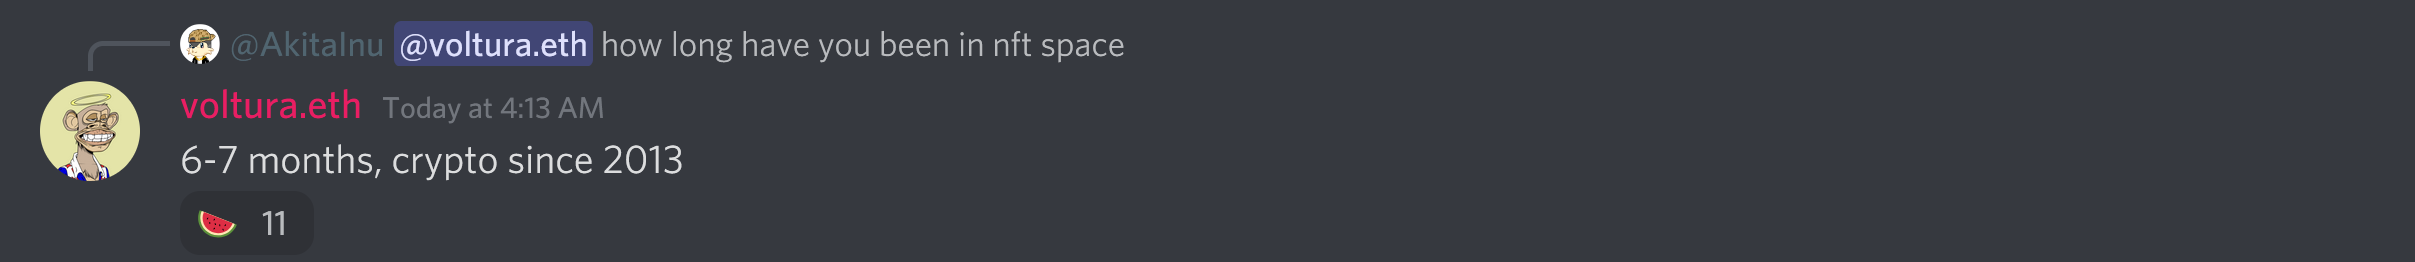 @AkitaInu @voltura.eth how long have you been in nft space
voltura.eth Today at 4:13 AM
6-7 months, crypto since 2013
🍉 11